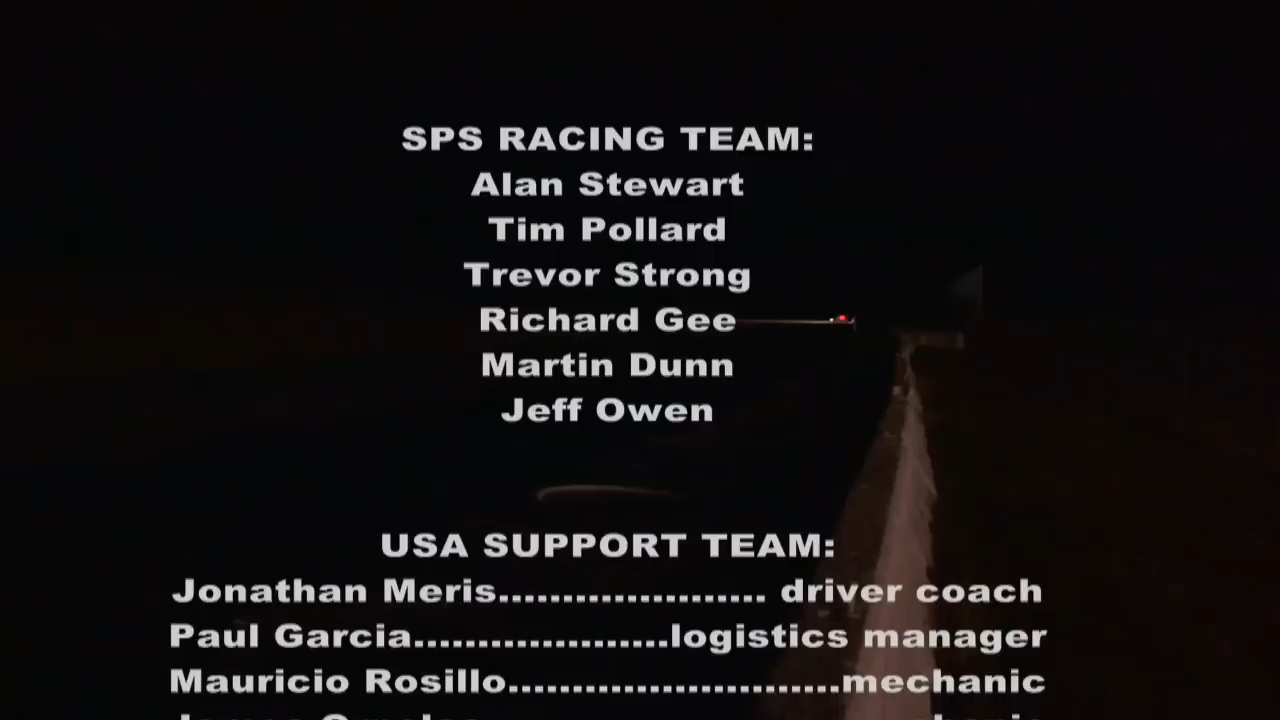 SPS RACING TEAM:
Alan Stewart
Tim Pollard
Trevor Strong
Richard Gee
Martin Dunn
Jeff Owen
USA SUPPORT TEAM:
Jonathan Meris..................... driver coach
Paul Garcia....................logistics manager
Mauricio Rosillo..........................mechanic